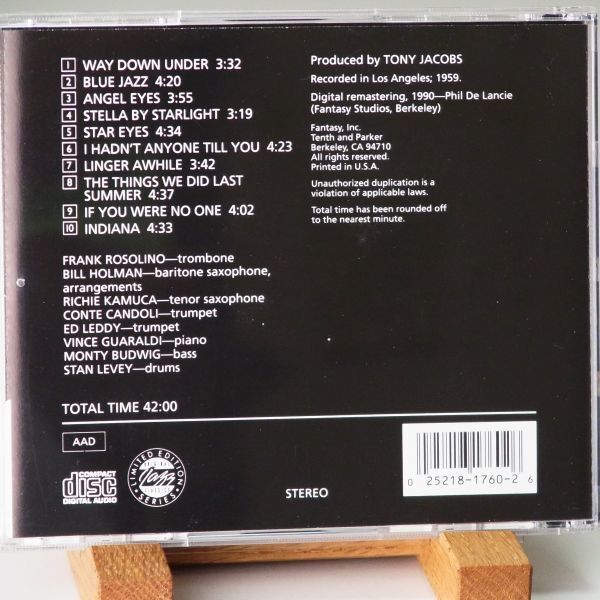 1 WAY DOWN UNDER 3:32
2 BLUE JAZZ 4:20
3 ANGEL EYES 3:55
4 STELLA BY STARLIGHT 3:19
5 STAR EYES 4:34
6 I HADN'T ANYONE TILL YOU 4:23
7 LINGER AWHILE 3:42
8 THE THINGS WE DID LAST
SUMMER 4:37
9 IF YOU WERE NO ONE 4:02
10 INDIANA 4:33
FRANK ROSOLINO—trombone
BILL HOLMAN—baritone saxophone,
arrangements
RICHIE KAMUCA—tenor saxophone
CONTE CANDOLI—trumpet
ED LEDDY—trumpet
VINCE GUARALDI—piano
MONTY BUDWIG—bass
STAN LEVEY—drums
TOTAL TIME 42:00
Produced by TONY JACOBS
Recorded in Los Angeles; 1959.
Digital remastering, 1990—Phil De Lancie
(Fantasy Studios, Berkeley)
Fantasy, Inc.
Tenth and Parker
Berkeley, CA 94710
All rights reserved.
Printed in U.S.A.
Unauthorized duplication is a
violation of applicable laws.
Total time has been rounded off
to the nearest minute.
AAD
COMPACT
disc
DIGITAL AUDIO
LIMITED EDITION
Jazz
SERIES
STEREO
0 25218-1760-2 6